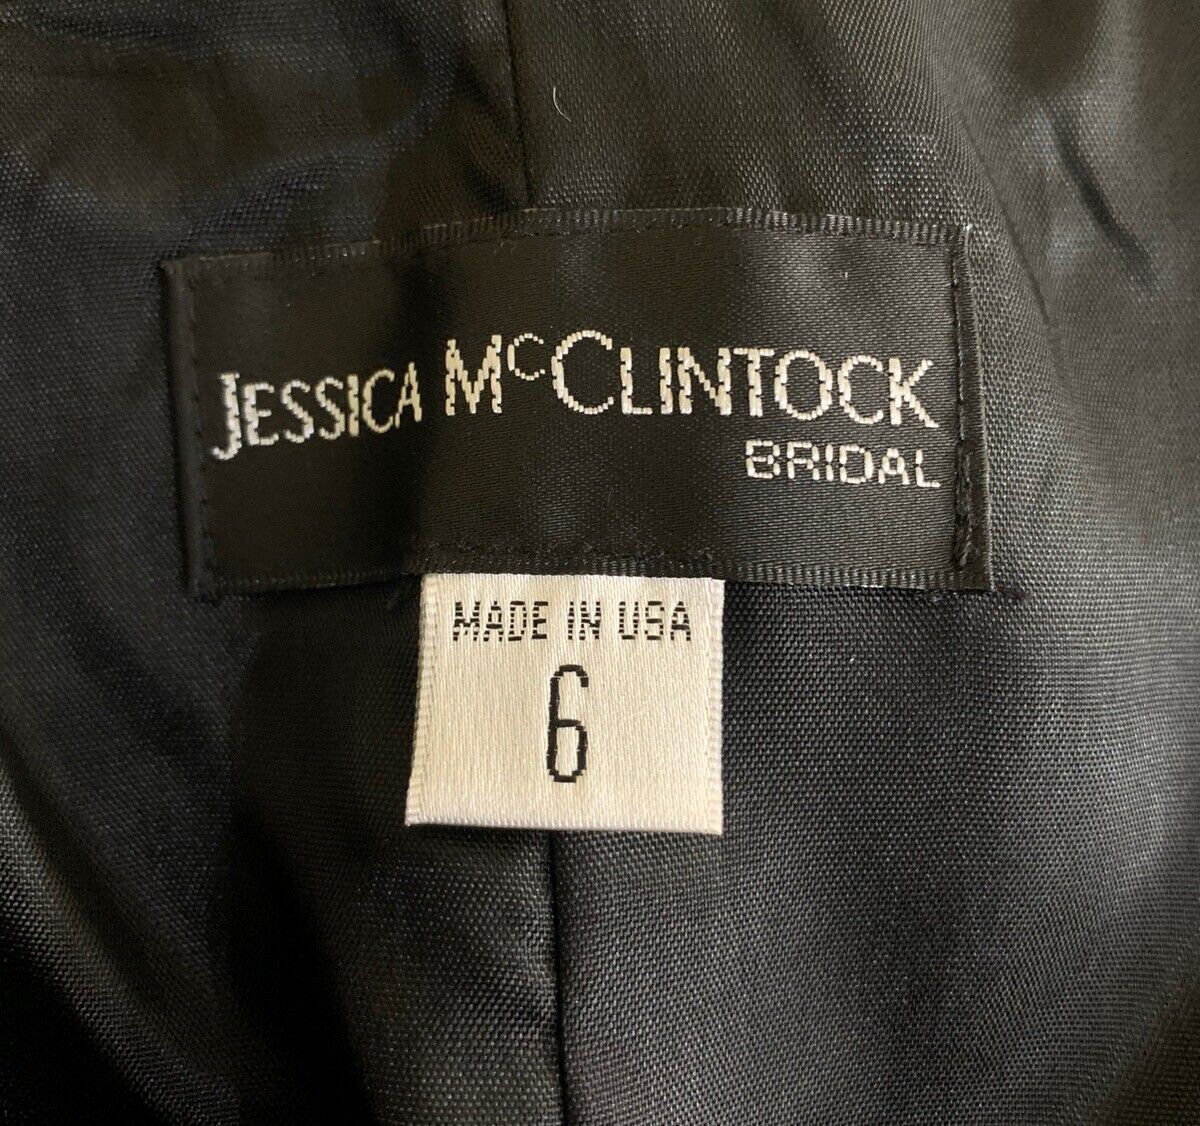 JESSICA McCLINTOCK
BRIDAL
MADE IN USA
6